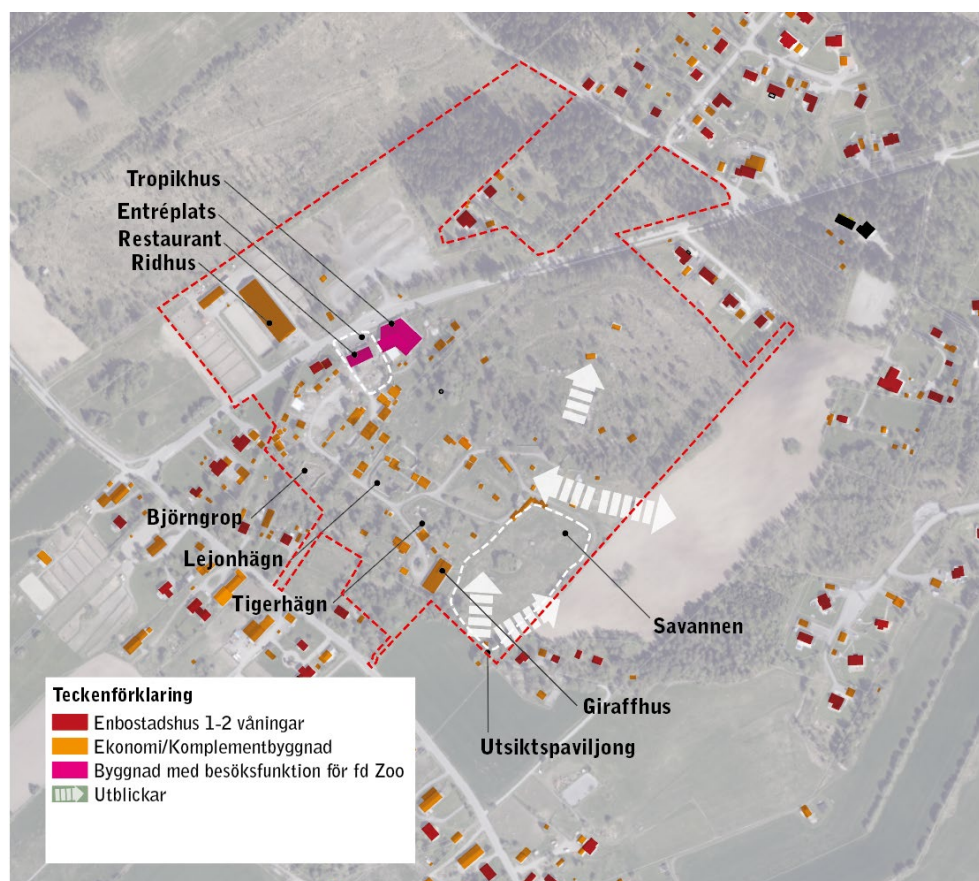 Tropikhus
Entréplats
Restaurant
Ridhus
Björngrop
Lejonhägn
Tigerhägn
Savannen
Giraffhus
Utsiktspaviljong
Teckenförklaring
Enbostadshus 1-2 våningar
Ekonomi/Komplementbyggnad
Byggnad med besöksfunktion för fd Zoo
Utblickar